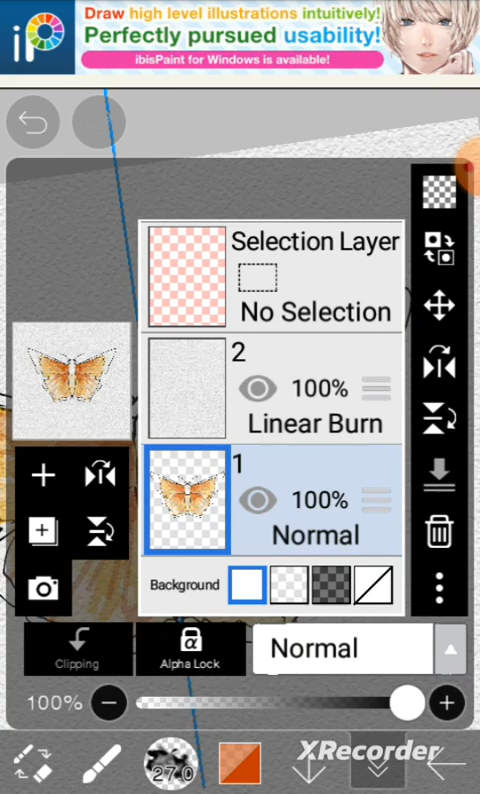 Draw high level illustrations intuitively!
Perfectly pursued usability!
ibisPaint for Windows is available!
iP
Selection Layer
No Selection
2
100%
Linear Burn
1
100%
Normal
Background
Clipping
α
Alpha Lock
Normal
100%
27.0
XRecorder